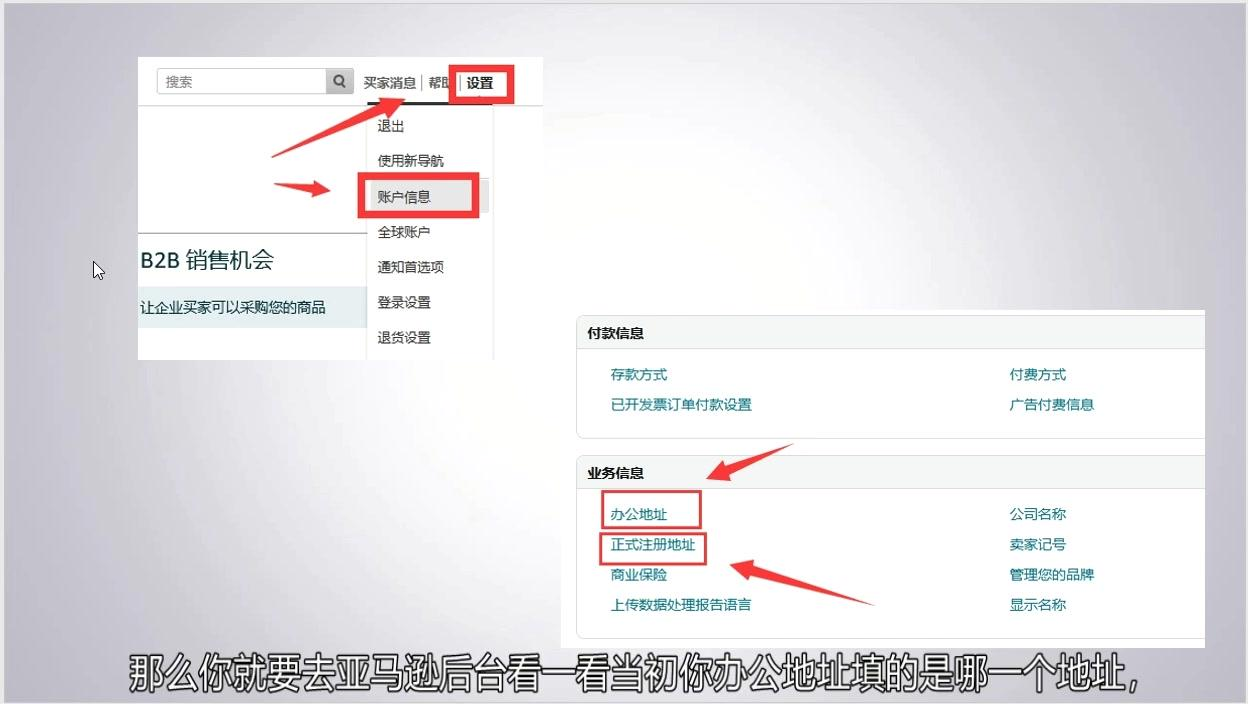 搜索
买家消息 | 帮助 | 设置
退出
使用新导航
账户信息
全球账户
通知首选项
登录设置
退货设置
B2B 销售机会
让企业买家可以采购您的商品
付款信息
存款方式
付费方式
已开发票订单付款设置
广告付费信息
业务信息
办公地址
公司名称
正式注册地址
卖家记号
商业保险
管理您的品牌
上传数据处理报告语言
显示名称
那么你就要去亚马逊后台看一看当初你办公地址填的是哪一个地址，